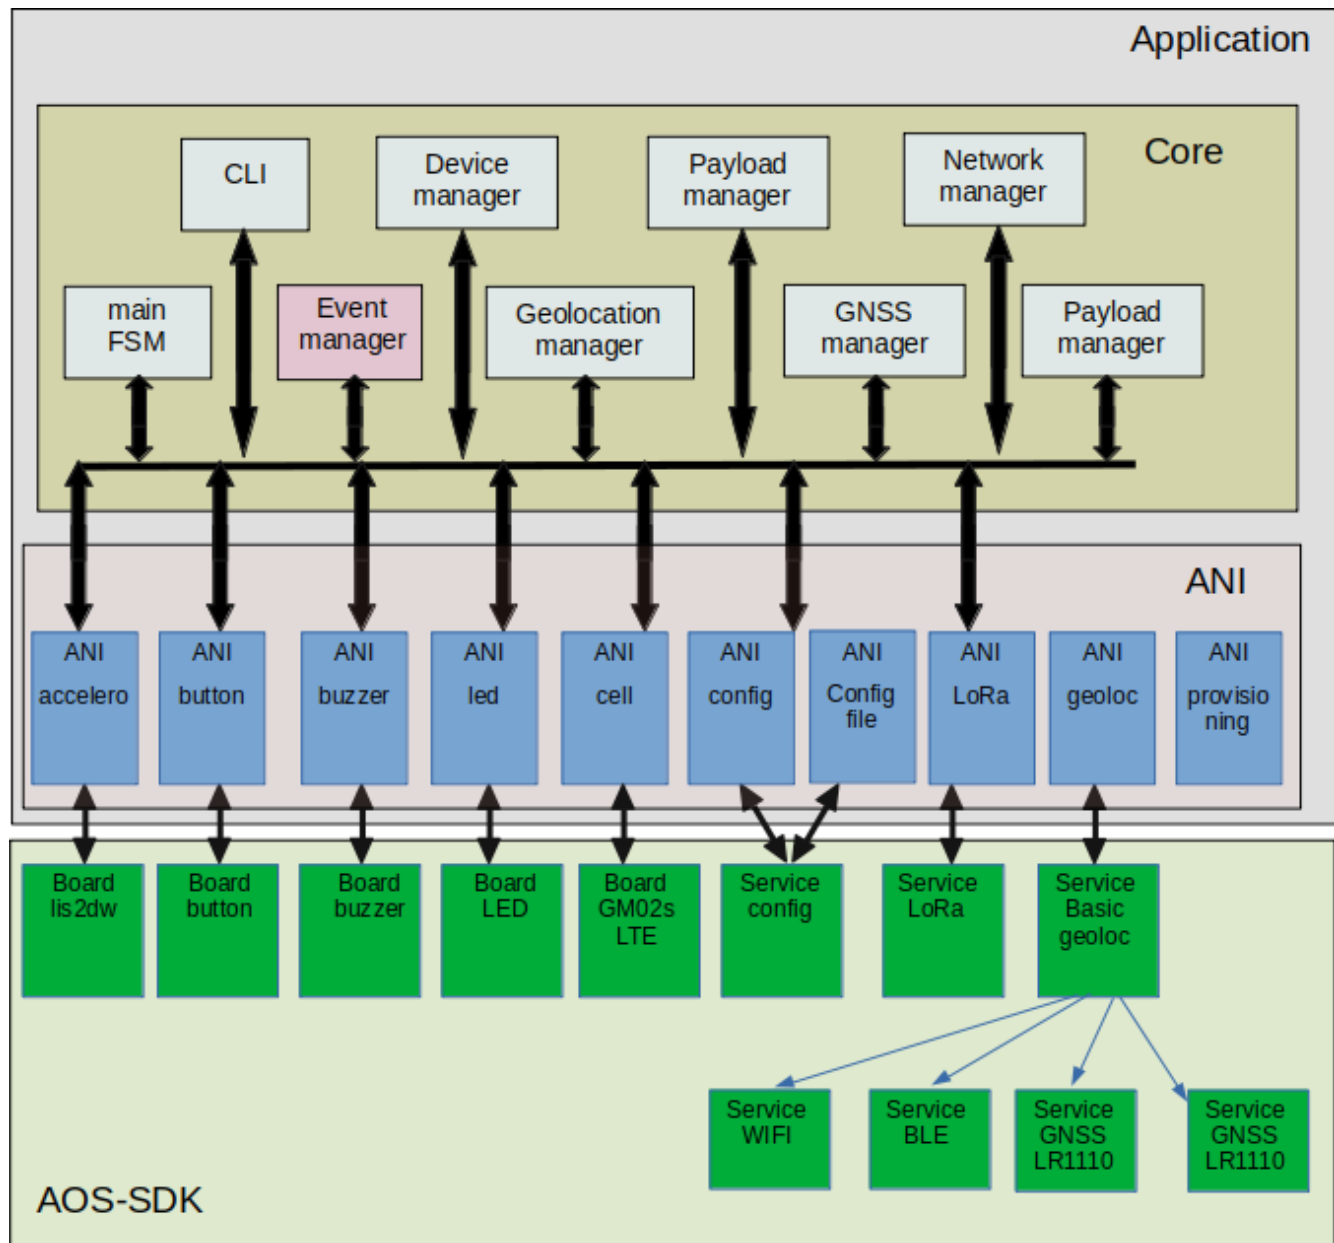 Application
Core
CLI
Device
manager
Payload
manager
Network
manager
main
FSM
Event
manager
Geolocation
manager
GNSS
manager
Payload
manager
ANI
ANI
accelero
ANI
button
ANI
buzzer
ANI
led
ANI
cell
ANI
config
ANI
Config
file
ANI
LoRa
ANI
geoloc
ANI
provisio
ning
Board
lis2dw
Board
button
Board
buzzer
Board
LED
Board
GM02s
LTE
Service
config
Service
LoRa
Service
Basic
geoloc
Service
WIFI
Service
BLE
Service
GNSS
LR1110
Service
GNSS
LR1110
AOS-SDK